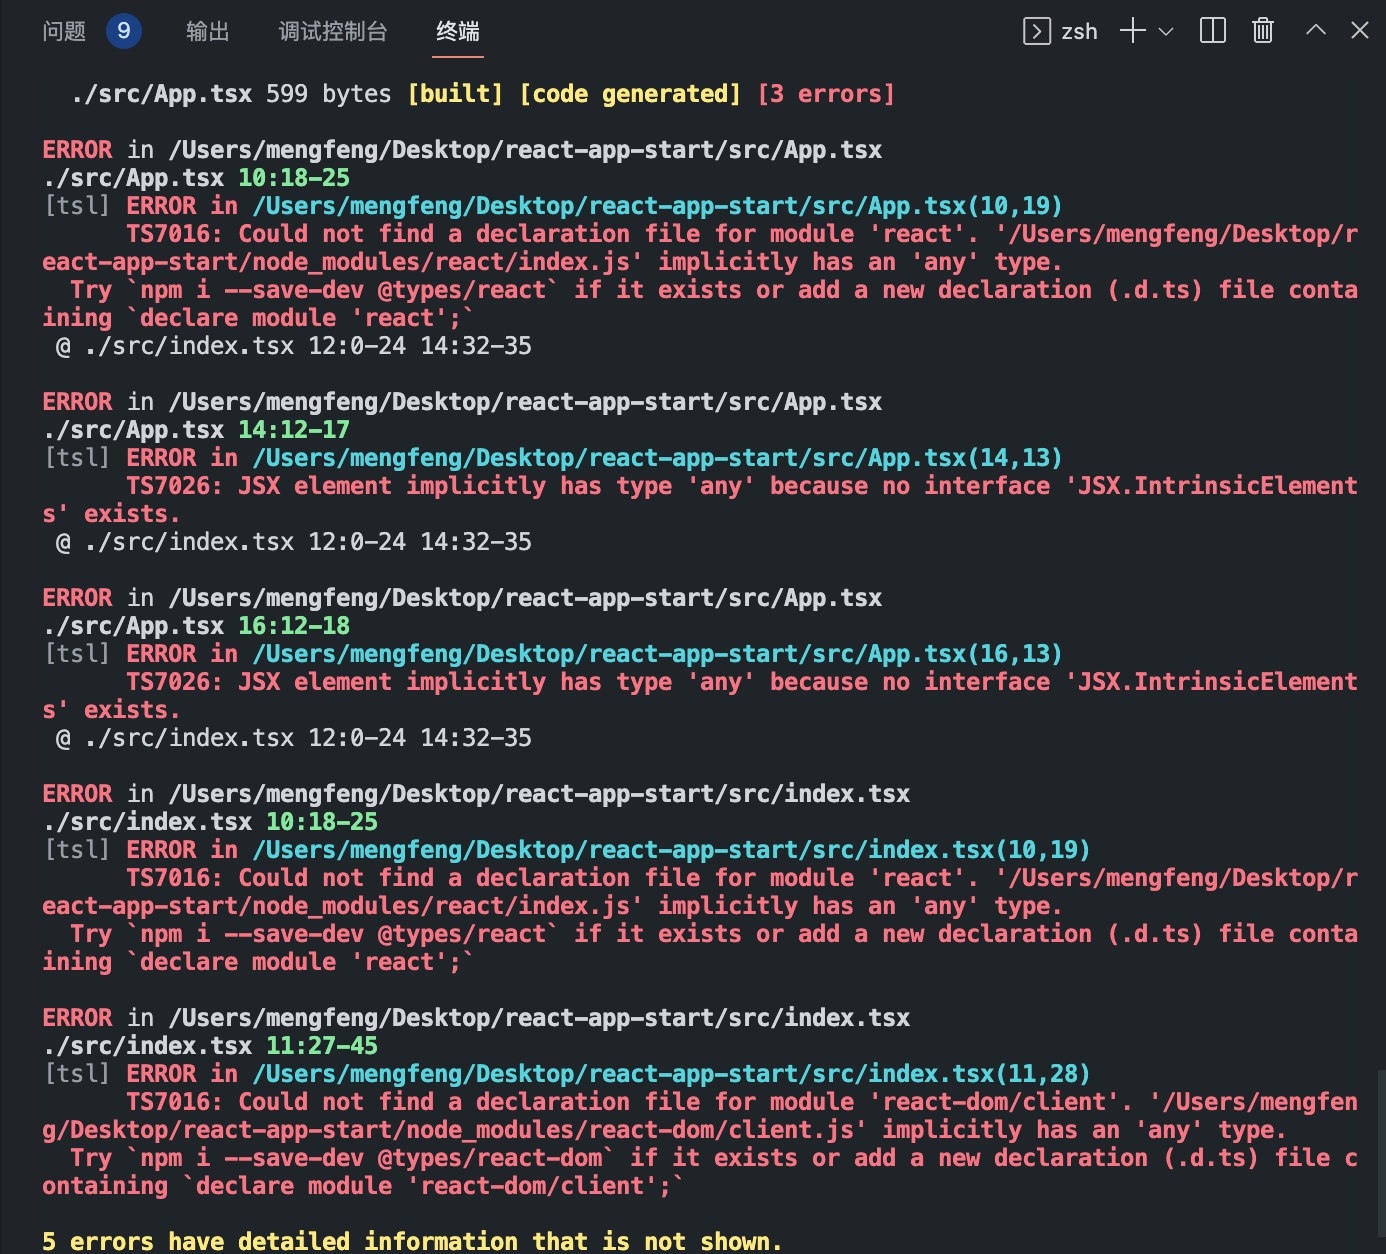 问题 9 输出 调试控制台 终端 zsh
./src/App.tsx 599 bytes [built] [code generated] [3 errors]
ERROR in /Users/mengfeng/Desktop/react-app-start/src/App.tsx
./src/App.tsx 10:18-25
[tsl] ERROR in /Users/mengfeng/Desktop/react-app-start/src/App.tsx(10,19)
TS7016: Could not find a declaration file for module 'react'. '/Users/mengfeng/Desktop/r
eact-app-start/node_modules/react/index.js' implicitly has an 'any' type.
Try `npm i --save-dev @types/react` if it exists or add a new declaration (.d.ts) file conta
ining `declare module 'react';`
@ ./src/index.tsx 12:0-24 14:32-35
ERROR in /Users/mengfeng/Desktop/react-app-start/src/App.tsx
./src/App.tsx 14:12-17
[tsl] ERROR in /Users/mengfeng/Desktop/react-app-start/src/App.tsx(14,13)
TS7026: JSX element implicitly has type 'any' because no interface 'JSX.IntrinsicElement
s' exists.
@ ./src/index.tsx 12:0-24 14:32-35
ERROR in /Users/mengfeng/Desktop/react-app-start/src/App.tsx
./src/App.tsx 16:12-18
[tsl] ERROR in /Users/mengfeng/Desktop/react-app-start/src/App.tsx(16,13)
TS7026: JSX element implicitly has type 'any' because no interface 'JSX.IntrinsicElement
s' exists.
@ ./src/index.tsx 12:0-24 14:32-35
ERROR in /Users/mengfeng/Desktop/react-app-start/src/index.tsx
./src/index.tsx 10:18-25
[tsl] ERROR in /Users/mengfeng/Desktop/react-app-start/src/index.tsx(10,19)
TS7016: Could not find a declaration file for module 'react'. '/Users/mengfeng/Desktop/r
eact-app-start/node_modules/react/index.js' implicitly has an 'any' type.
Try `npm i --save-dev @types/react` if it exists or add a new declaration (.d.ts) file conta
ining `declare module 'react';`
ERROR in /Users/mengfeng/Desktop/react-app-start/src/index.tsx
./src/index.tsx 11:27-45
[tsl] ERROR in /Users/mengfeng/Desktop/react-app-start/src/index.tsx(11,28)
TS7016: Could not find a declaration file for module 'react-dom/client'. '/Users/mengfen
g/Desktop/react-app-start/node_modules/react-dom/client.js' implicitly has an 'any' type.
Try `npm i --save-dev @types/react-dom` if it exists or add a new declaration (.d.ts) file c
ontaining `declare module 'react-dom/client';`
5 errors have detailed information that is not shown.